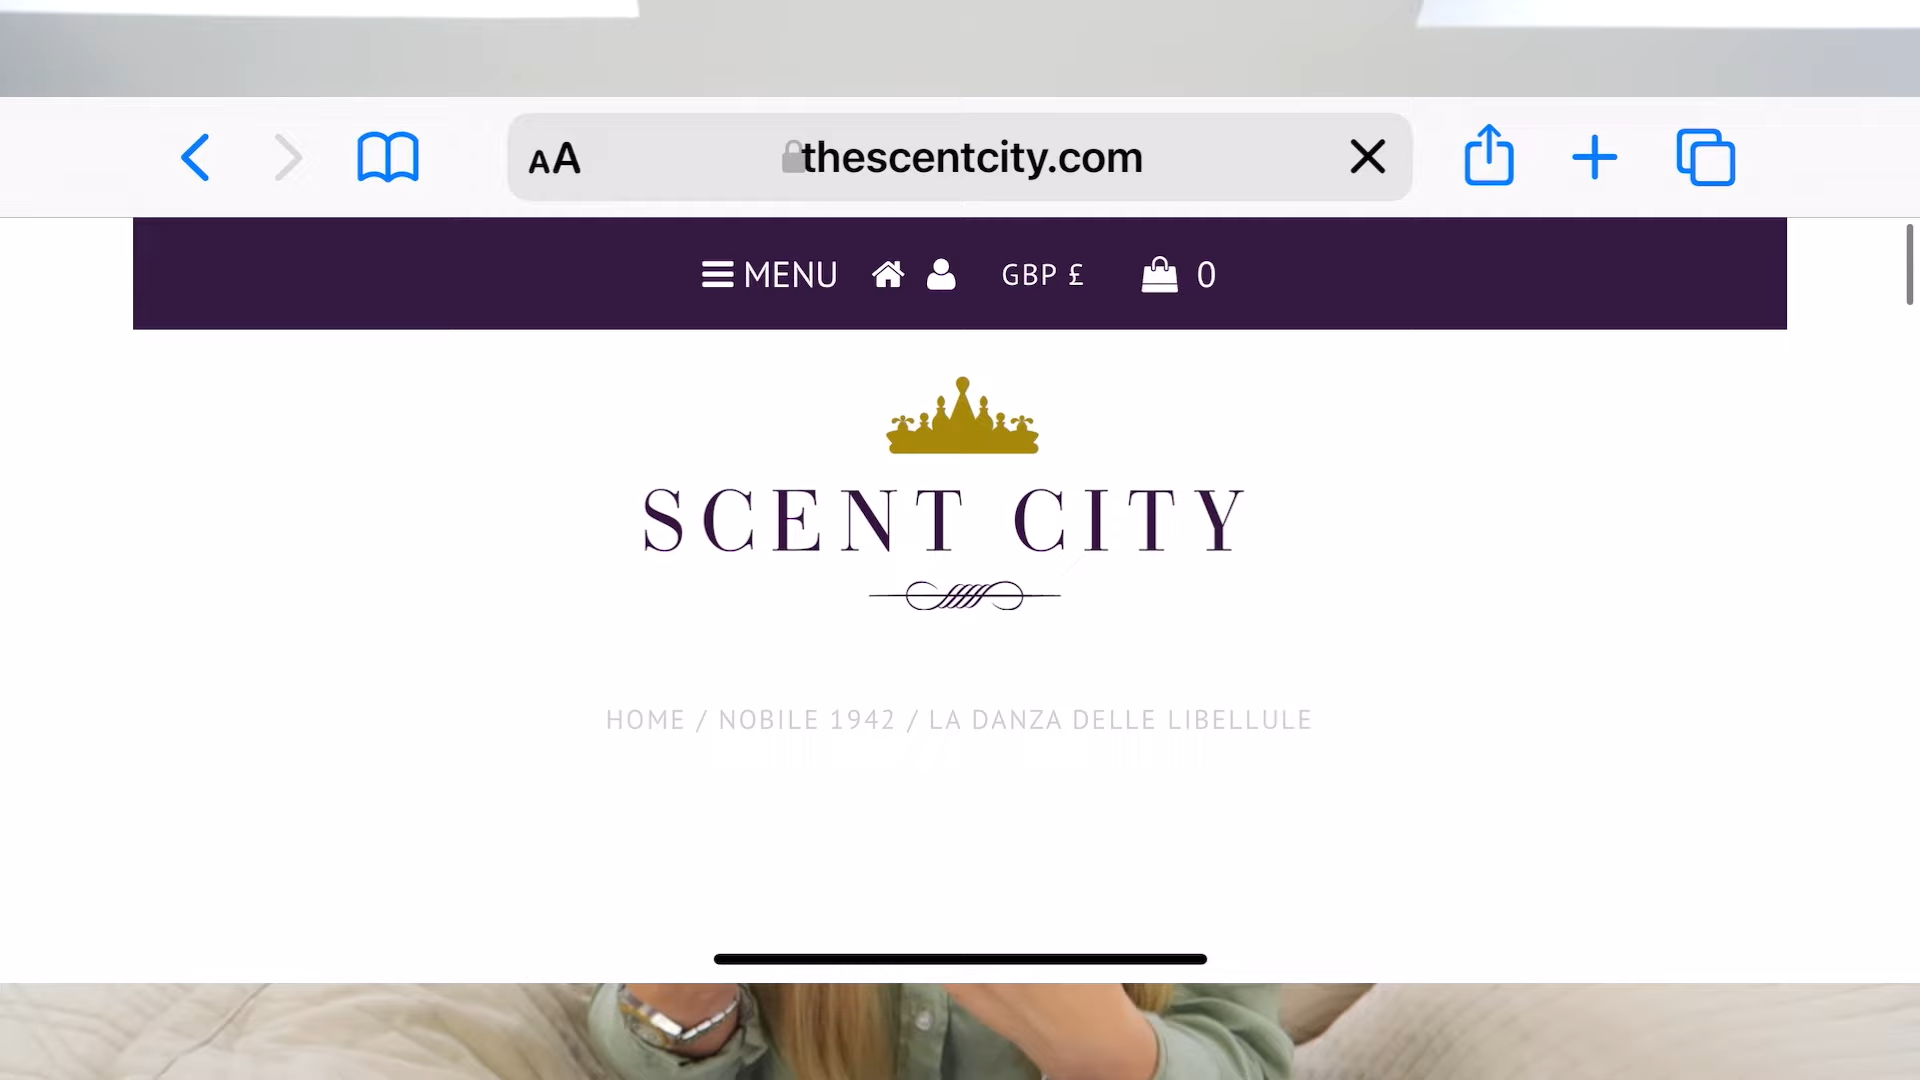 AA thescentcity.com
MENU GBP £ 0
SCENT CITY
HOME / NOBILE 1942 / LA DANZA DELLE LIBELLULE